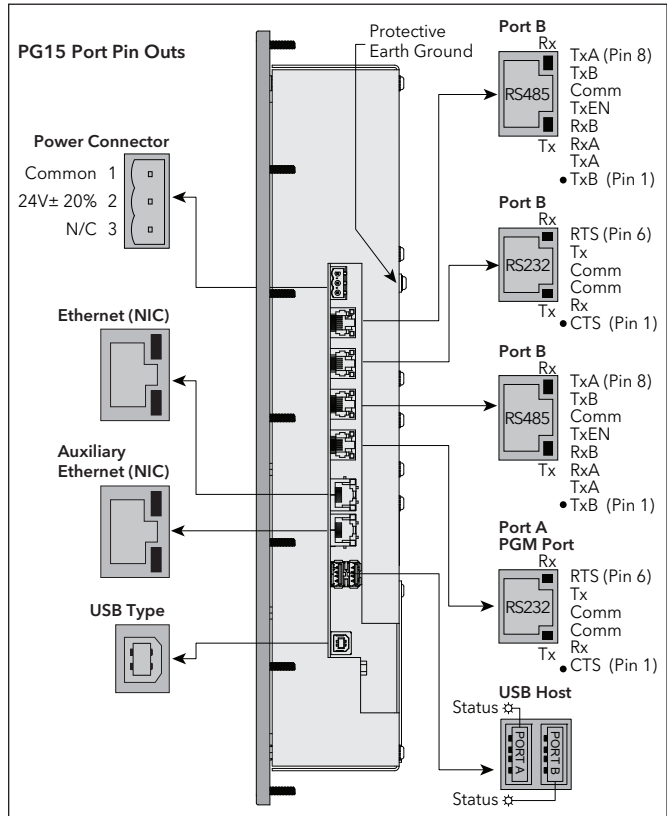 PG15 Port Pin Outs
Protective
Earth Ground
Power Connector
Common 1
24V± 20% 2
N/C 3
Ethernet (NIC)
Auxiliary
Ethernet (NIC)
USB Type
Port B
Rx
RS485
Tx
TxA (Pin 8)
TxB
Comm
TxEN
RxB
RxA
TxA
• TxB (Pin 1)
Port B
Rx
RS232
Tx
RTS (Pin 6)
Tx
Comm
Comm
Rx
• CTS (Pin 1)
Port B
Rx
RS485
Tx
TxA (Pin 8)
TxB
Comm
TxEN
RxB
RxA
TxA
• TxB (Pin 1)
Port A
PGM Port
Rx
RS232
Tx
RTS (Pin 6)
Tx
Comm
Comm
Rx
• CTS (Pin 1)
USB Host
Status
PORT A
PORT B
Status